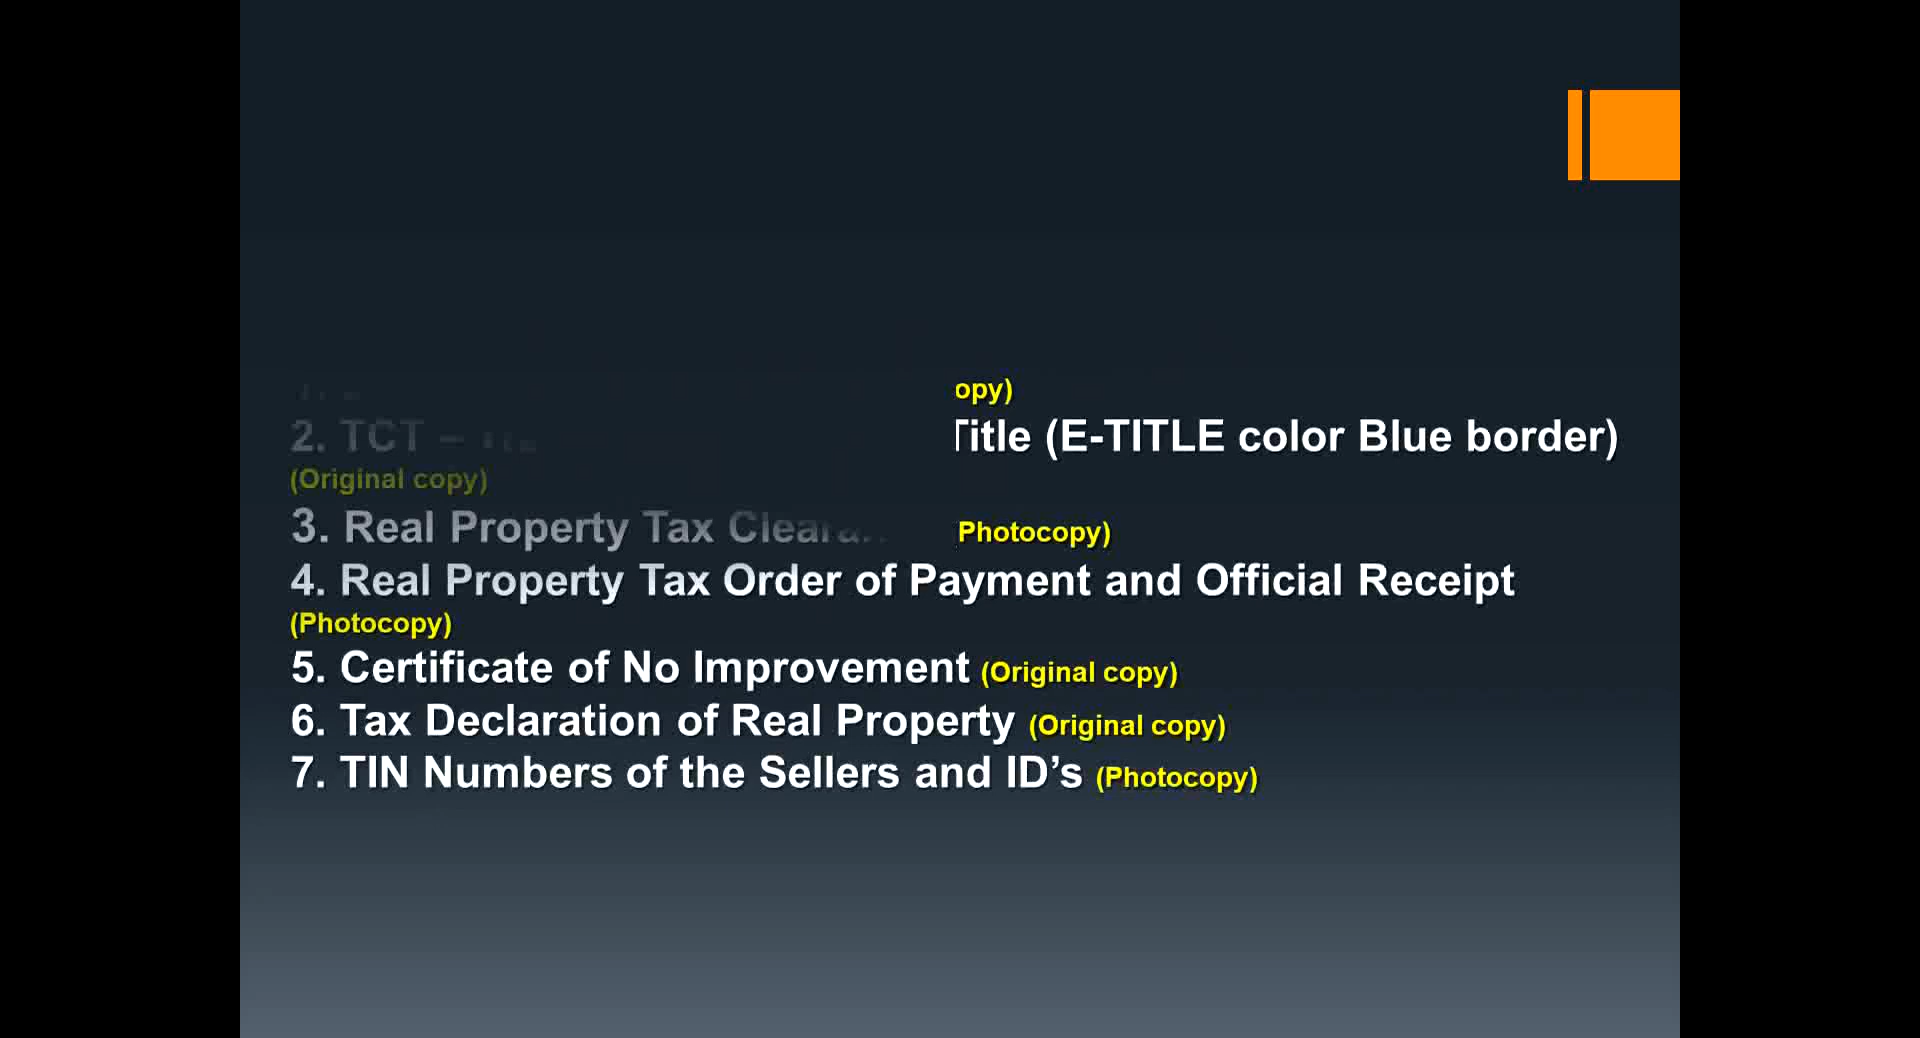 opy)
2. TCT – Title (E-TITLE color Blue border)
(Original copy)
3. Real Property Tax Photocopy)
4. Real Property Tax Order of Payment and Official Receipt
(Photocopy)
5. Certificate of No Improvement (Original copy)
6. Tax Declaration of Real Property (Original copy)
7. TIN Numbers of the Sellers and ID’s (Photocopy)